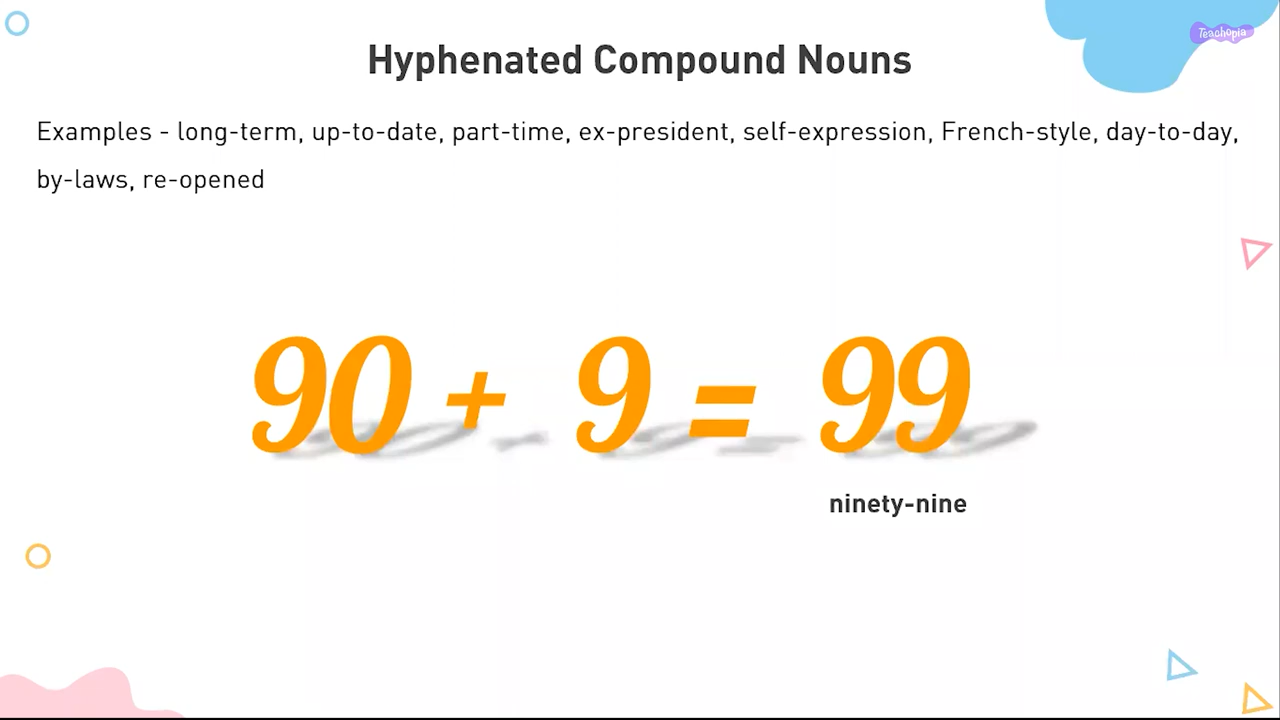 Teachopia
Hyphenated Compound Nouns
Examples - long-term, up-to-date, part-time, ex-president, self-expression, French-style, day-to-day,
by-laws, re-opened
90 + 9 = 99
ninety-nine